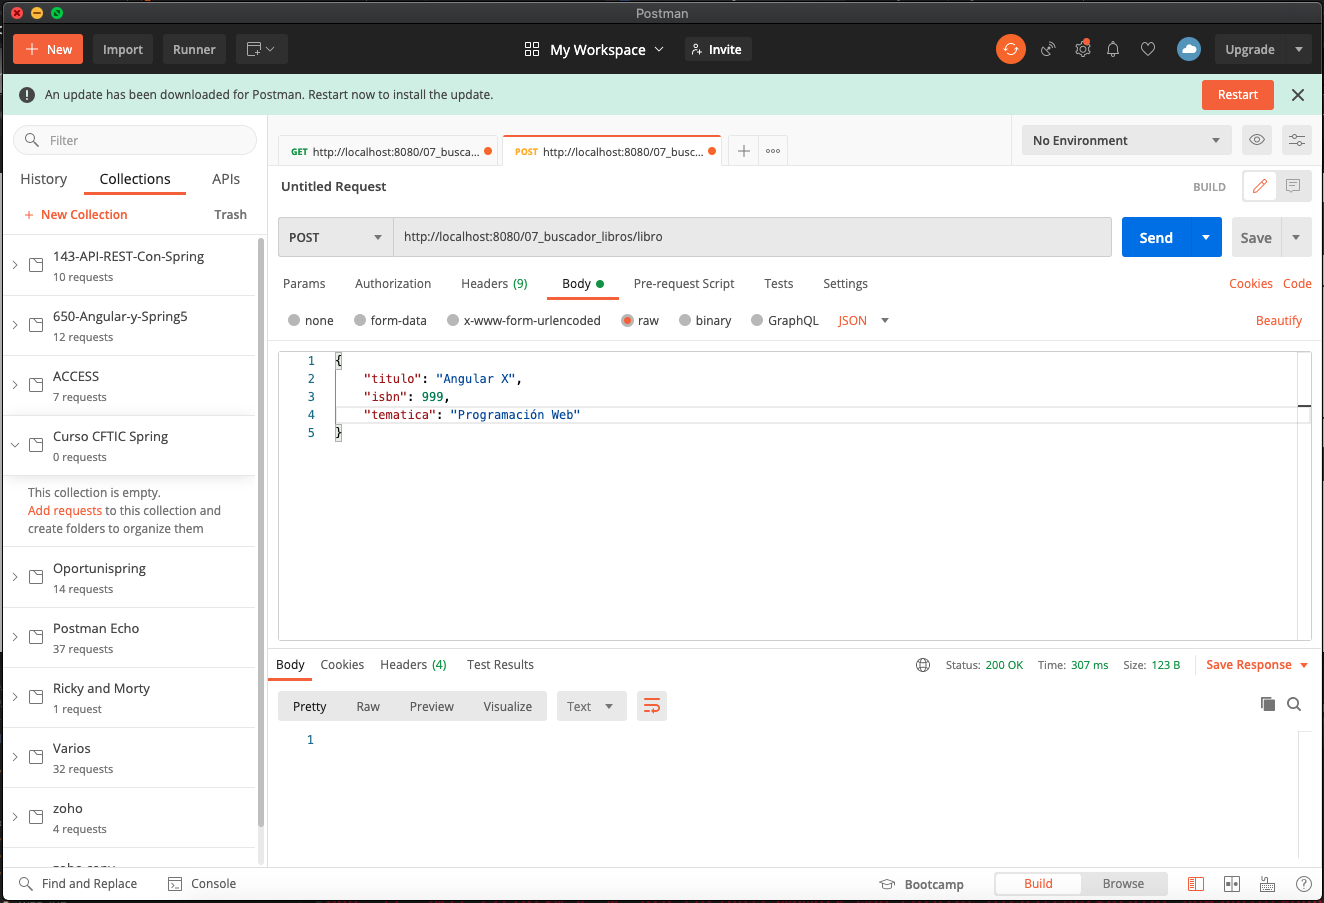 Postman
New
Import
Runner
My Workspace
Invite
Upgrade
An update has been downloaded for Postman. Restart now to install the update.
Restart
Filter
History
Collections
APIs
New Collection
Trash
143-API-REST-Con-Spring
10 requests
650-Angular-y-Spring5
12 requests
ACCESS
7 requests
Curso CFTIC Spring
0 requests
This collection is empty.
Add requests to this collection and
create folders to organize them
Oportunispring
14 requests
Postman Echo
37 requests
Ricky and Morty
1 request
Varios
32 requests
zoho
4 requests
GET http://localhost:8080/07_busca...
POST http://localhost:8080/07_busc...
No Environment
Untitled Request
BUILD
POST
http://localhost:8080/07_buscador_libros/libro
Send
Save
Params
Authorization
Headers (9)
Body
Pre-request Script
Tests
Settings
Cookies
Code
none
form-data
x-www-form-urlencoded
raw
binary
GraphQL
JSON
Beautify
1 {
2 "titulo": "Angular X",
3 "isbn": 999,
4 "tematica": "Programación Web"
5 }
Body
Cookies
Headers (4)
Test Results
Status: 200 OK
Time: 307 ms
Size: 123 B
Save Response
Pretty
Raw
Preview
Visualize
Text
1
Find and Replace
Console
Bootcamp
Build
Browse